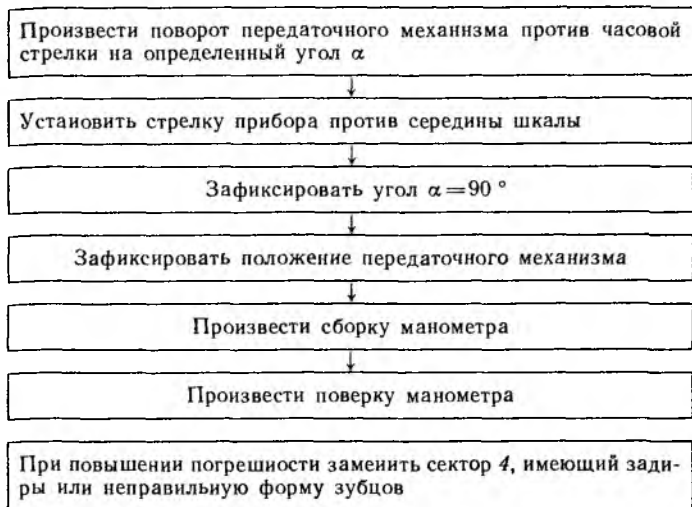 Произвести поворот передаточного механизма против часовой
стрелки на определенный угол α
Установить стрелку прибора против середины шкалы
Зафиксировать угол α=90 °
Зафиксировать положение передаточного механизма
Произвести сборку манометра
Произвести поверку манометра
При повышении погрешности заменить сектор 4, имеющий зади-
ры или неправильную форму зубцов